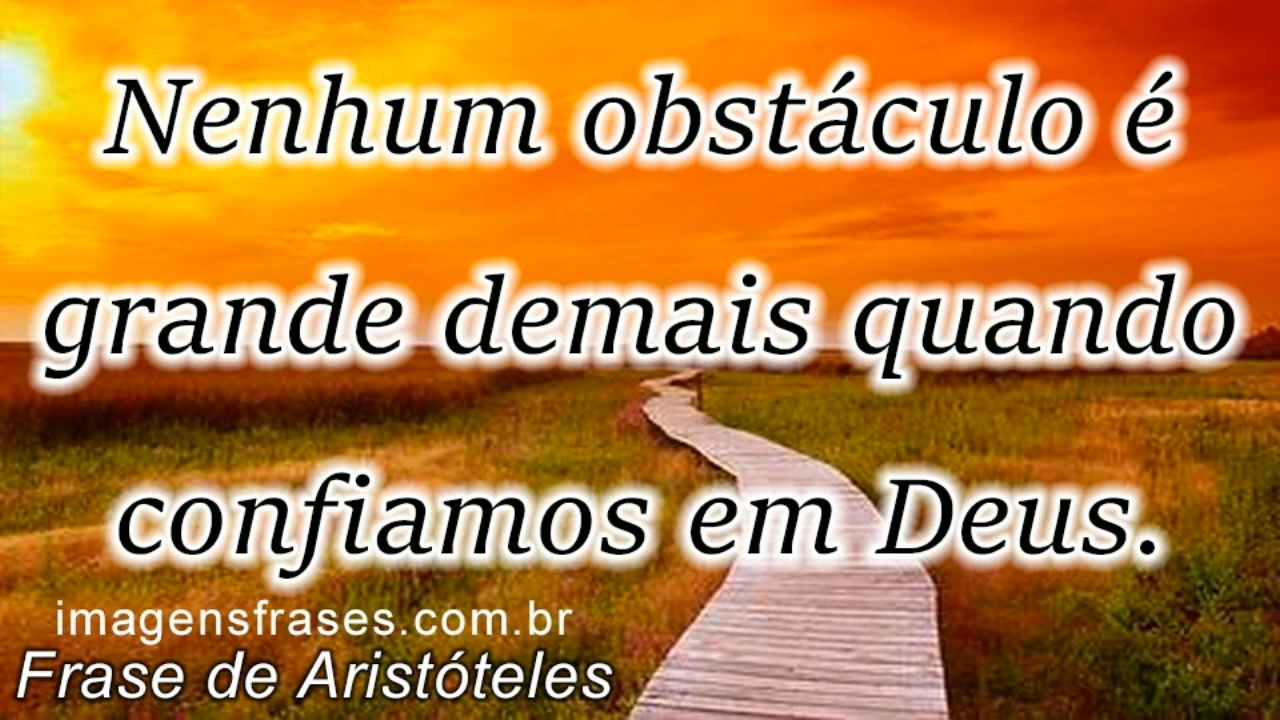 Nenhum obstáculo é
grande demais quando
confiamos em Deus.
imagensfrases.com.br
Frase de Aristóteles